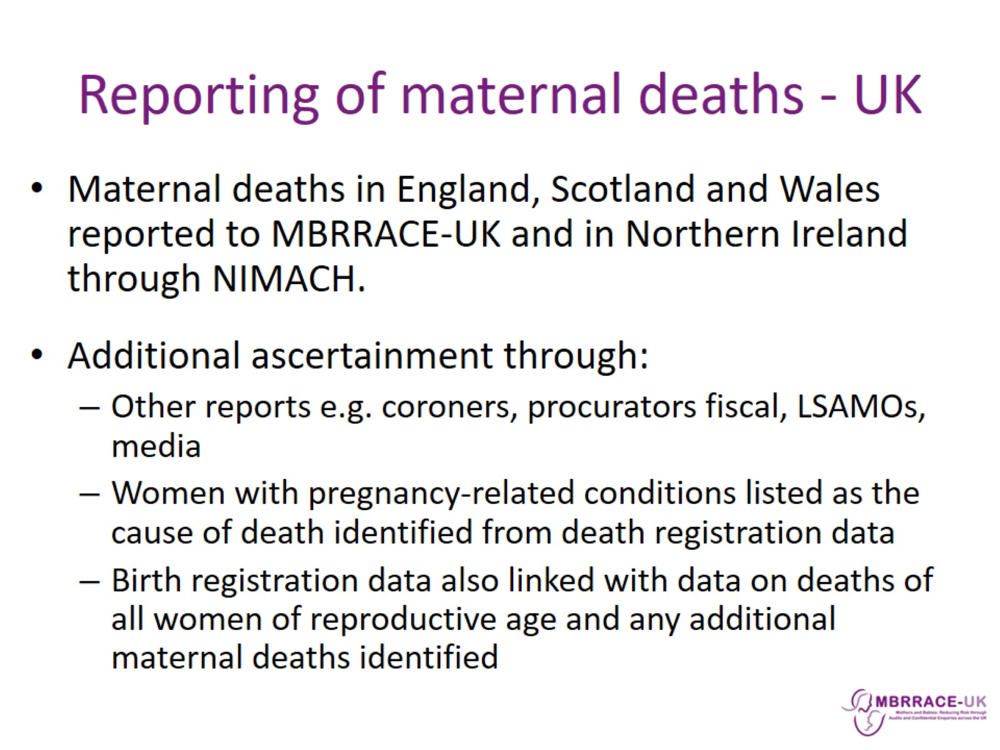 Reporting of maternal deaths - UK
• Maternal deaths in England, Scotland and Wales
reported to MBRRACE-UK and in Northern Ireland
through NIMACH.
• Additional ascertainment through:
– Other reports e.g. coroners, procurators fiscal, LSAMOs,
media
– Women with pregnancy-related conditions listed as the
cause of death identified from death registration data
– Birth registration data also linked with data on deaths of
all women of reproductive age and any additional
maternal deaths identified
MBRRACE-UK
Mothers and Babies: Reducing Risk through
Audits and Confidential Enquiries across the UK